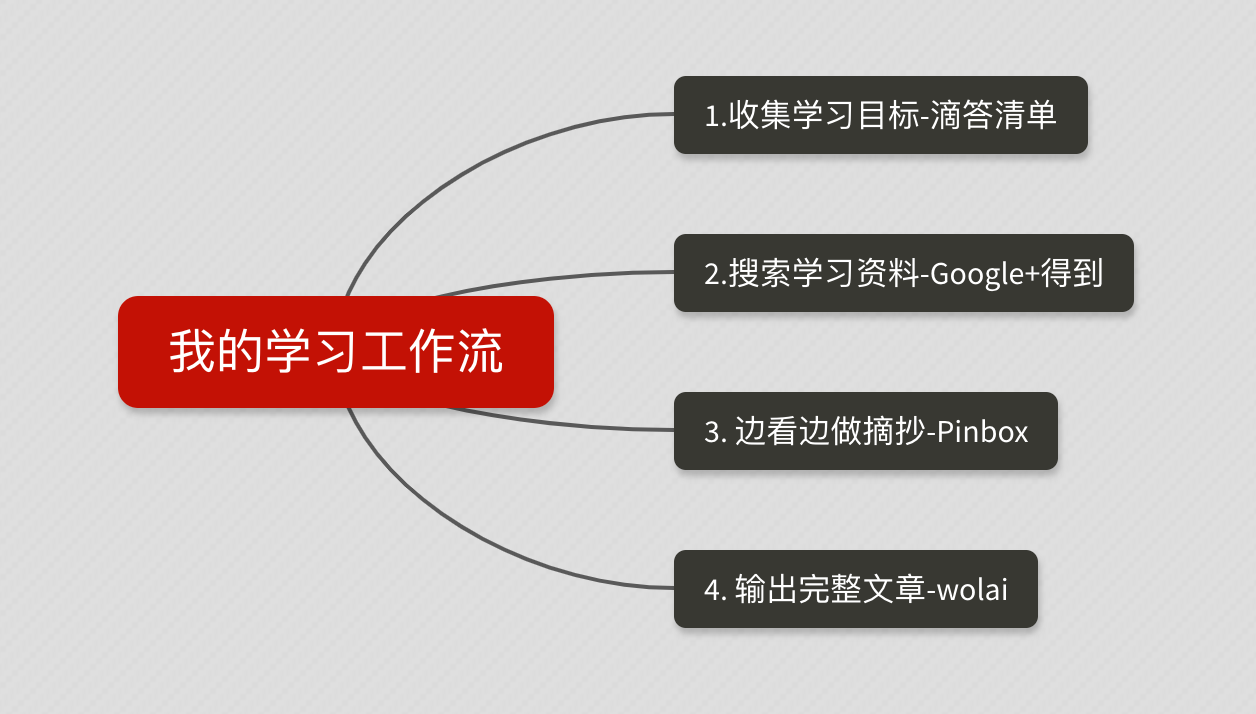 我的学习工作流
1.收集学习目标-滴答清单
2.搜索学习资料-Google+得到
3. 边看边做摘抄-Pinbox
4. 输出完整文章-wolai